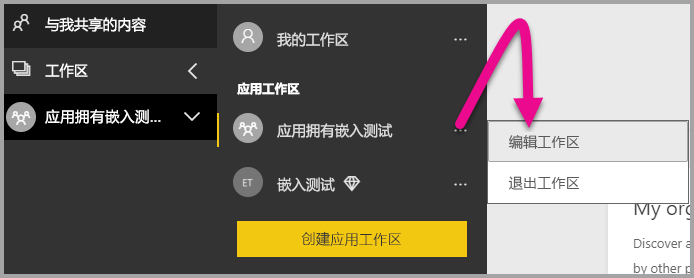 与我共享的内容
工作区
应用拥有嵌入测试...
我的工作区
...
应用工作区
应用拥有嵌入测试
...
ET
嵌入测试
...
创建应用工作区
编辑工作区
退出工作区
My org
Discover a
by other p